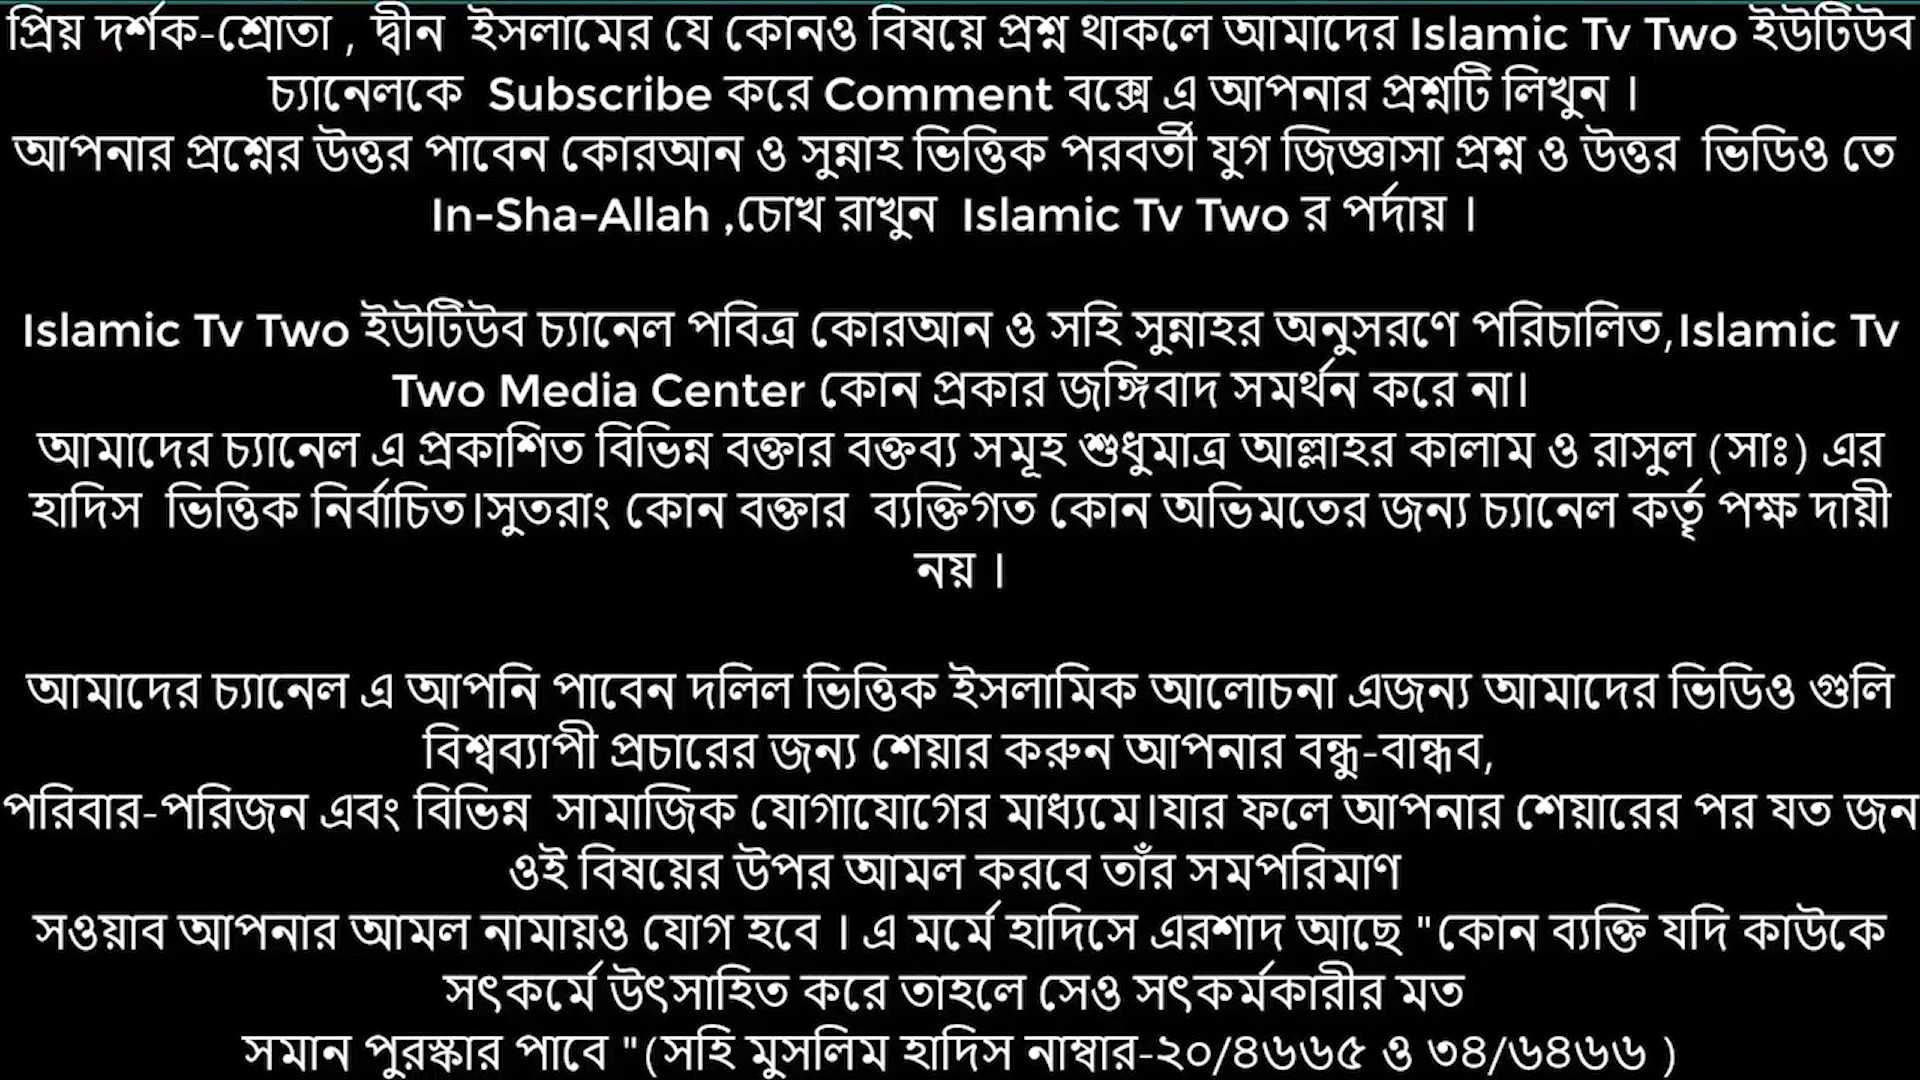 প্রিয় দর্শক-শ্রোতা , দ্বীন ইসলামের যে কোনও বিষয়ে প্রশ্ন থাকলে আমাদের Islamic Tv Two ইউটিউব
চ্যানেলকে Subscribe করে Comment বক্সে এ আপনার প্রশ্নটি লিখুন ।
আপনার প্রশ্নের উত্তর পাবেন কোরআন ও সুন্নাহ ভিত্তিক পরবর্তী যুগ জিজ্ঞাসা প্রশ্ন ও উত্তর ভিডিও তে
In-Sha-Allah ,চোখ রাখুন Islamic Tv Two র পর্দায় ।
Islamic Tv Two ইউটিউব চ্যানেল পবিত্র কোরআন ও সহি সুন্নাহর অনুসরণে পরিচালিত,Islamic Tv
Two Media Center কোন প্রকার জঙ্গিবাদ সমর্থন করে না।
আমাদের চ্যানেল এ প্রকাশিত বিভিন্ন বক্তার বক্তব্য সমূহ শুধুমাত্র আল্লাহর কালাম ও রাসুল (সাঃ) এর
হাদিস ভিত্তিক নির্বাচিত।সুতরাং কোন বক্তার ব্যক্তিগত কোন অভিমতের জন্য চ্যানেল কর্তৃ পক্ষ দায়ী
নয় ।
আমাদের চ্যানেল এ আপনি পাবেন দলিল ভিত্তিক ইসলামিক আলোচনা এজন্য আমাদের ভিডিও গুলি
বিশ্বব্যাপী প্রচারের জন্য শেয়ার করুন আপনার বন্ধু-বান্ধব,
পরিবার-পরিজন এবং বিভিন্ন সামাজিক যোগাযোগের মাধ্যমে।যার ফলে আপনার শেয়ারের পর যত জন
ওই বিষয়ের উপর আমল করবে তাঁর সমপরিমাণ
সওয়াব আপনার আমল নামায়ও যোগ হবে । এ মর্মে হাদিসে এরশাদ আছে "কোন ব্যক্তি যদি কাউকে
সৎকর্মে উৎসাহিত করে তাহলে সেও সৎকর্মকারীর মত
সমান পুরস্কার পাবে "(সহি মুসলিম হাদিস নাম্বার-২০/৪৬৬৫ ও ৩৪/৬৪৬৬ )